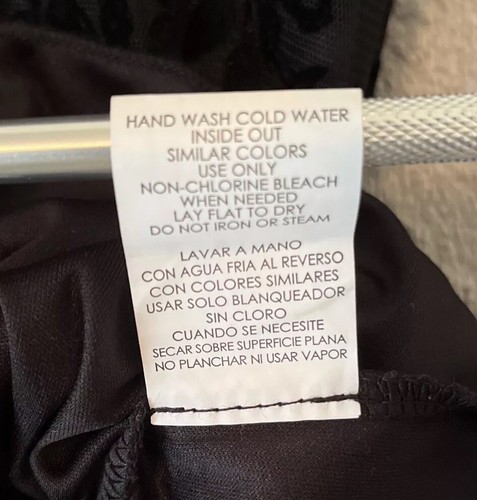 HAND WASH COLD WATER
INSIDE OUT
SIMILAR COLORS
USE ONLY
NON-CHLORINE BLEACH
WHEN NEEDED
LAY FLAT TO DRY
DO NOT IRON OR STEAM
LAVAR A MANO
CON AGUA FRIA AL REVERSO
CON COLORES SIMILARES
USAR SOLO BLANQUEADOR
SIN CLORO
CUANDO SE NECESITE
SECAR SOBRE SUPERFICIE PLANA
NO PLANCHAR NI USAR VAPOR